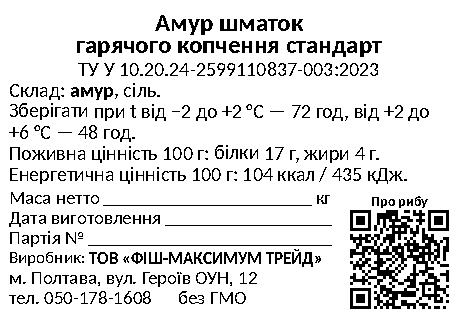 Амур шматок
гарячого копчення стандарт
ТУ У 10.20.24-2599110837-003:2023
Склад: амур, сіль.
Зберігати при t від −2 до +2 °C — 72 год, від +2 до
+6 °C — 48 год.
Поживна цінність 100 г: білки 17 г, жири 4 г.
Енергетична цінність 100 г: 104 ккал / 435 кДж.
Маса нетто ________________________ кг
Дата виготовлення ___________________
Партія № ____________________________
Виробник: ТОВ «ФІШ-МАКСИМУМ ТРЕЙД»
м. Полтава, вул. Героїв ОУН, 12
тел. 050-178-1608 без ГМО
Про рибу